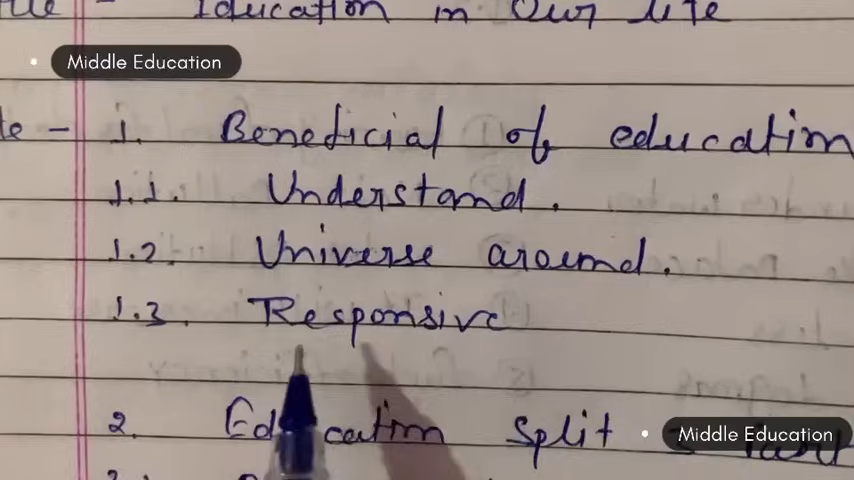 Education in Our life
Middle Education
1. Beneficial of education
1.1. Understand.
1.2. Universe around.
1.3. Responsive
2. Education Split
Middle Education